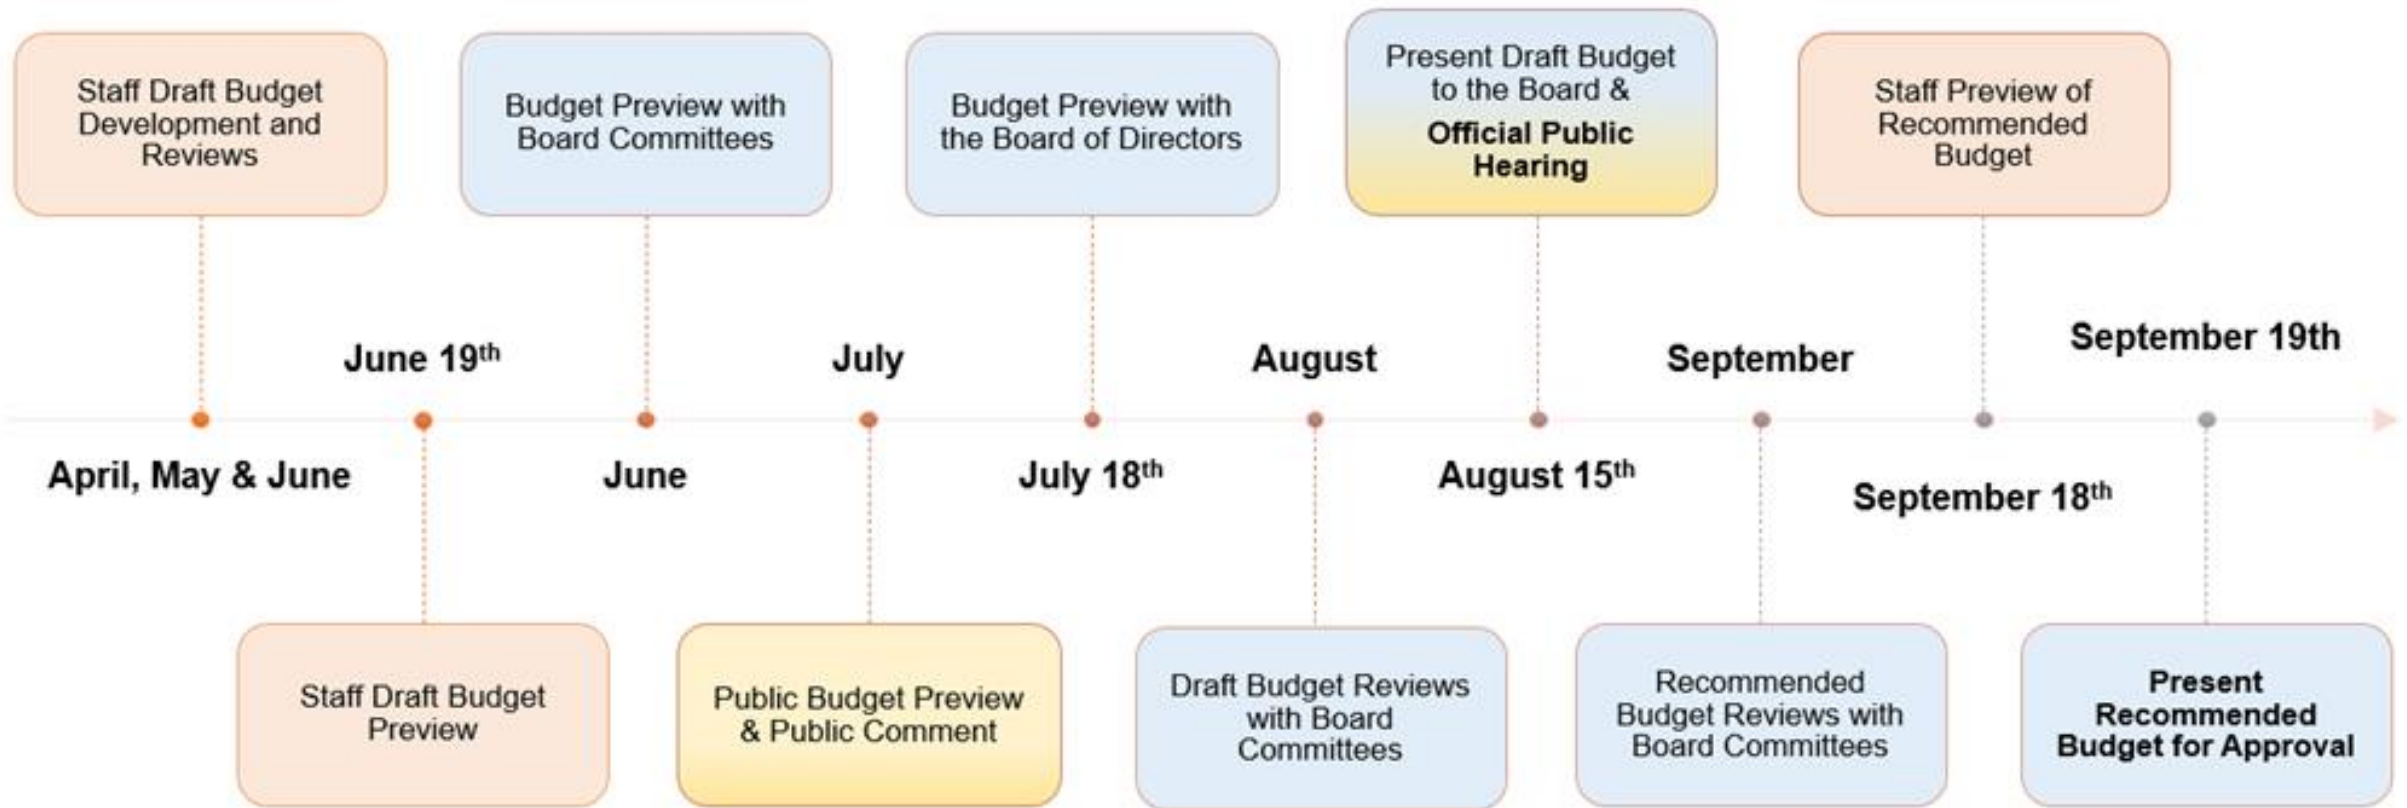 Staff Draft Budget
Development and
Reviews
Budget Preview with
Board Committees
Budget Preview with
the Board of Directors
Present Draft Budget
to the Board &
Official Public
Hearing
Staff Preview of
Recommended
Budget
June 19th
July
August
September
September 19th
April, May & June
June
July 18th
August 15th
September 18th
Staff Draft Budget
Preview
Public Budget Preview
& Public Comment
Draft Budget Reviews
with Board
Committees
Recommended
Budget Reviews with
Board Committees
Present
Recommended
Budget for Approval